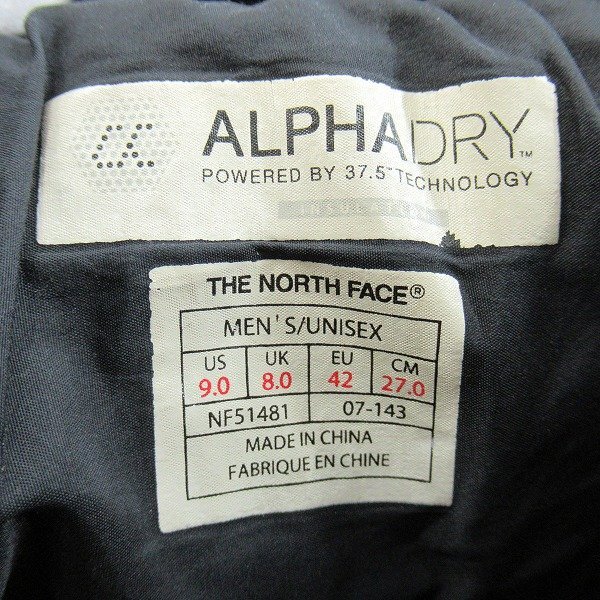 ALPHADRY™
POWERED BY 37.5™ TECHNOLOGY
THE NORTH FACE®
MEN'S/UNISEX
US UK EU CM
9.0 8.0 42 27.0
NF51481 07-143
MADE IN CHINA
FABRIQUE EN CHINE